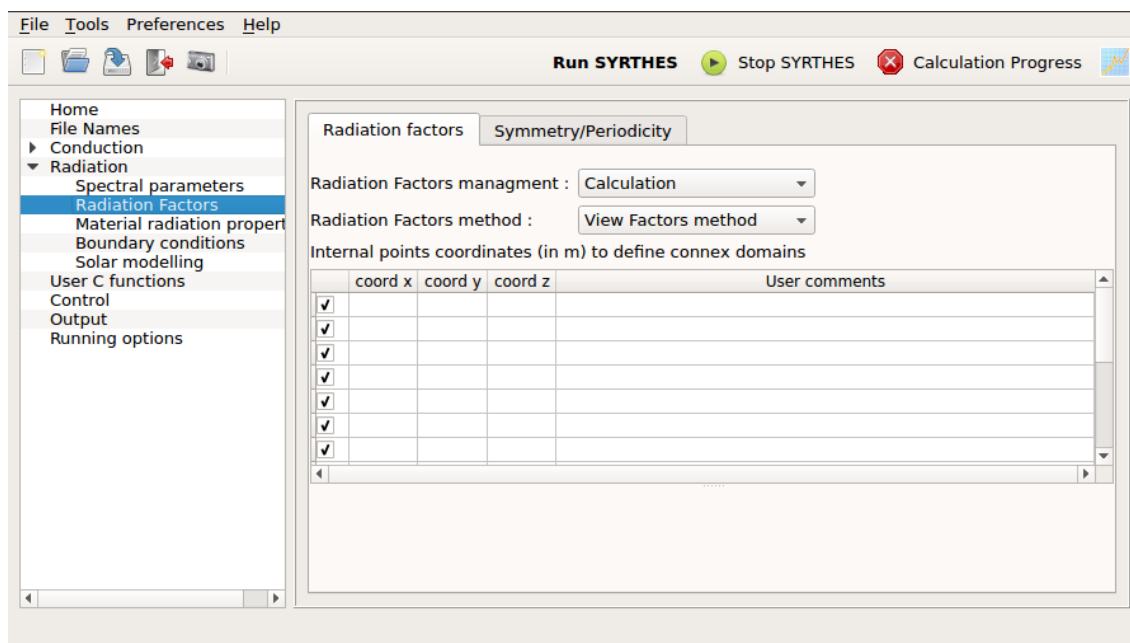 File Tools Preferences Help
Run SYRTHES Stop SYRTHES Calculation Progress
Home
File Names
Conduction
Radiation
Spectral parameters
Radiation Factors
Material radiation propert
Boundary conditions
Solar modelling
User C functions
Control
Output
Running options
Radiation factors Symmetry/Periodicity
Radiation Factors managment : Calculation
Radiation Factors method : View Factors method
Internal points coordinates (in m) to define connex domains
coord x coord y coord z User comments